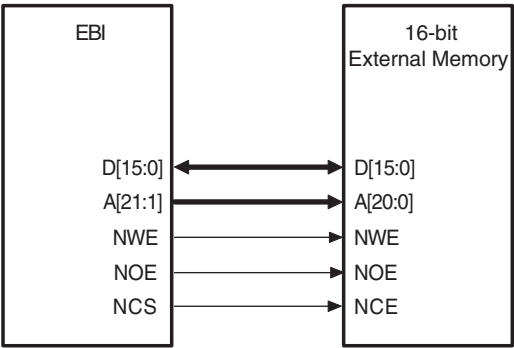 EBI
16-bit
External Memory
D[15:0] D[15:0]
A[21:1] A[20:0]
NWE NWE
NOE NOE
NCS NCE